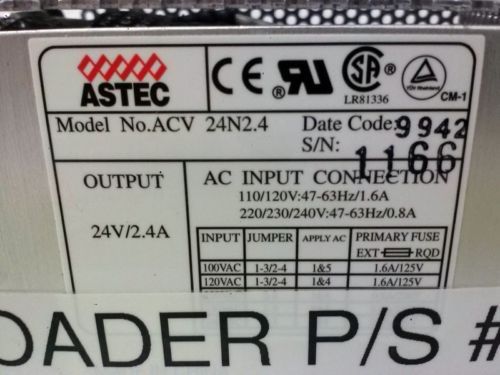 ASTEC
CE
LR81336
TÜV Rheinland
CM-1
Model No.ACV 24N2.4
Date Code: 9942
S/N: 1166
OUTPUT
24V/2.4A
AC INPUT CONNECTION
110/120V:47-63Hz/1.6A
220/230/240V:47-63Hz/0.8A
INPUT JUMPER APPLY AC PRIMARY FUSE
EXT RQD
100VAC 1-3/2-4 1&5 1.6A/125V
120VAC 1-3/2-4 1&4 1.6A/125V
OADER P/S #